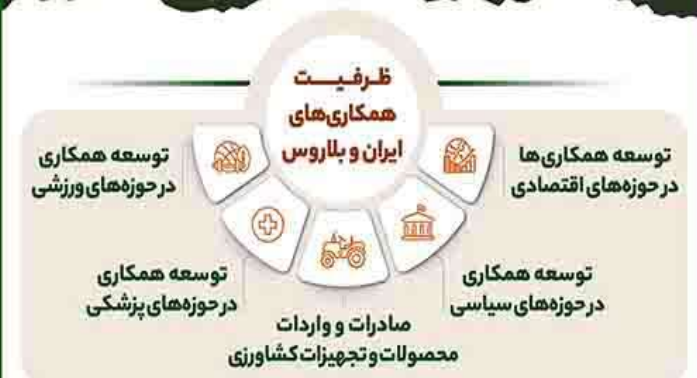 ظرفیت
همکاری‌های
ایران و بلاروس
توسعه همکاری‌ها
در حوزه‌های اقتصادی
توسعه همکاری
در حوزه‌های سیاسی
صادرات و واردات
محصولات و تجهیزات کشاورزی
توسعه همکاری
در حوزه‌های پزشکی
توسعه همکاری
در حوزه‌های ورزشی